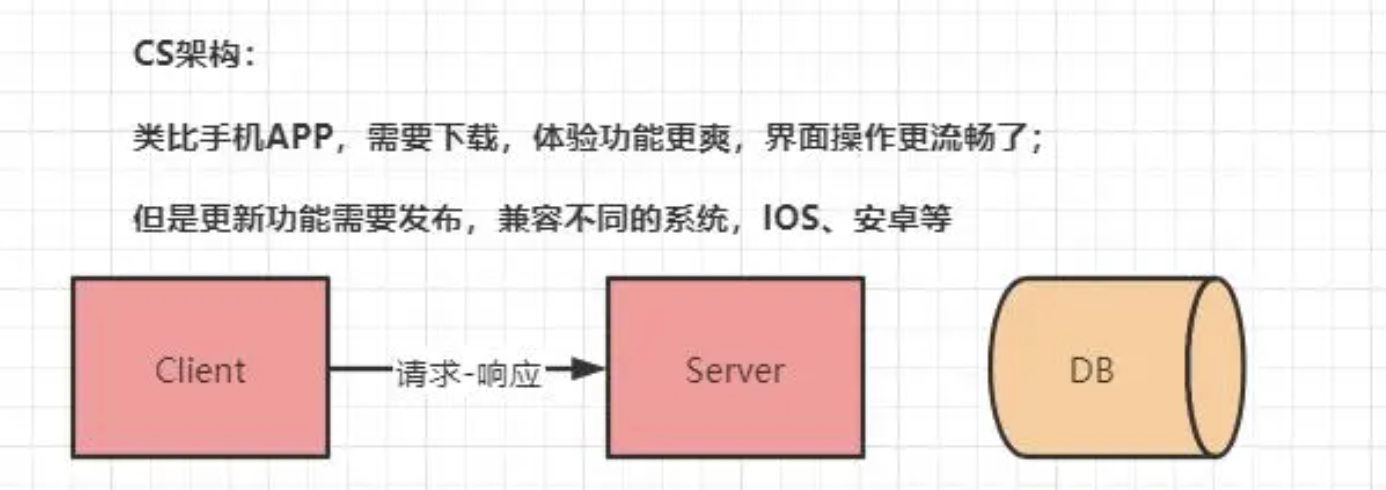 CS架构：
类比手机APP，需要下载，体验功能更爽，界面操作更流畅了；
但是更新功能需要发布，兼容不同的系统，IOS、安卓等
Client
请求-响应
Server
DB